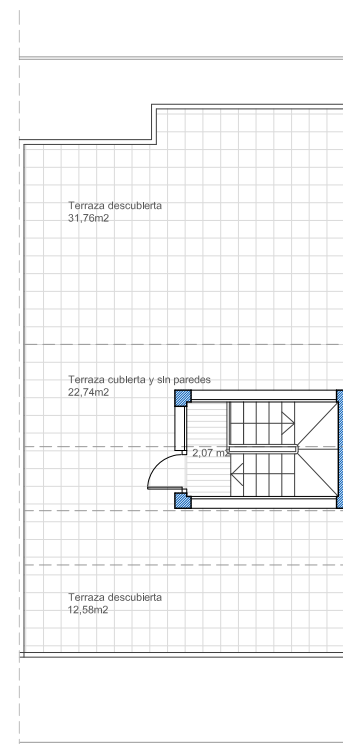 Terraza descubierta
31,76m2
Terraza cubierta y sin paredes
22,74m2
2,07 m2
Terraza descubierta
12,58m2